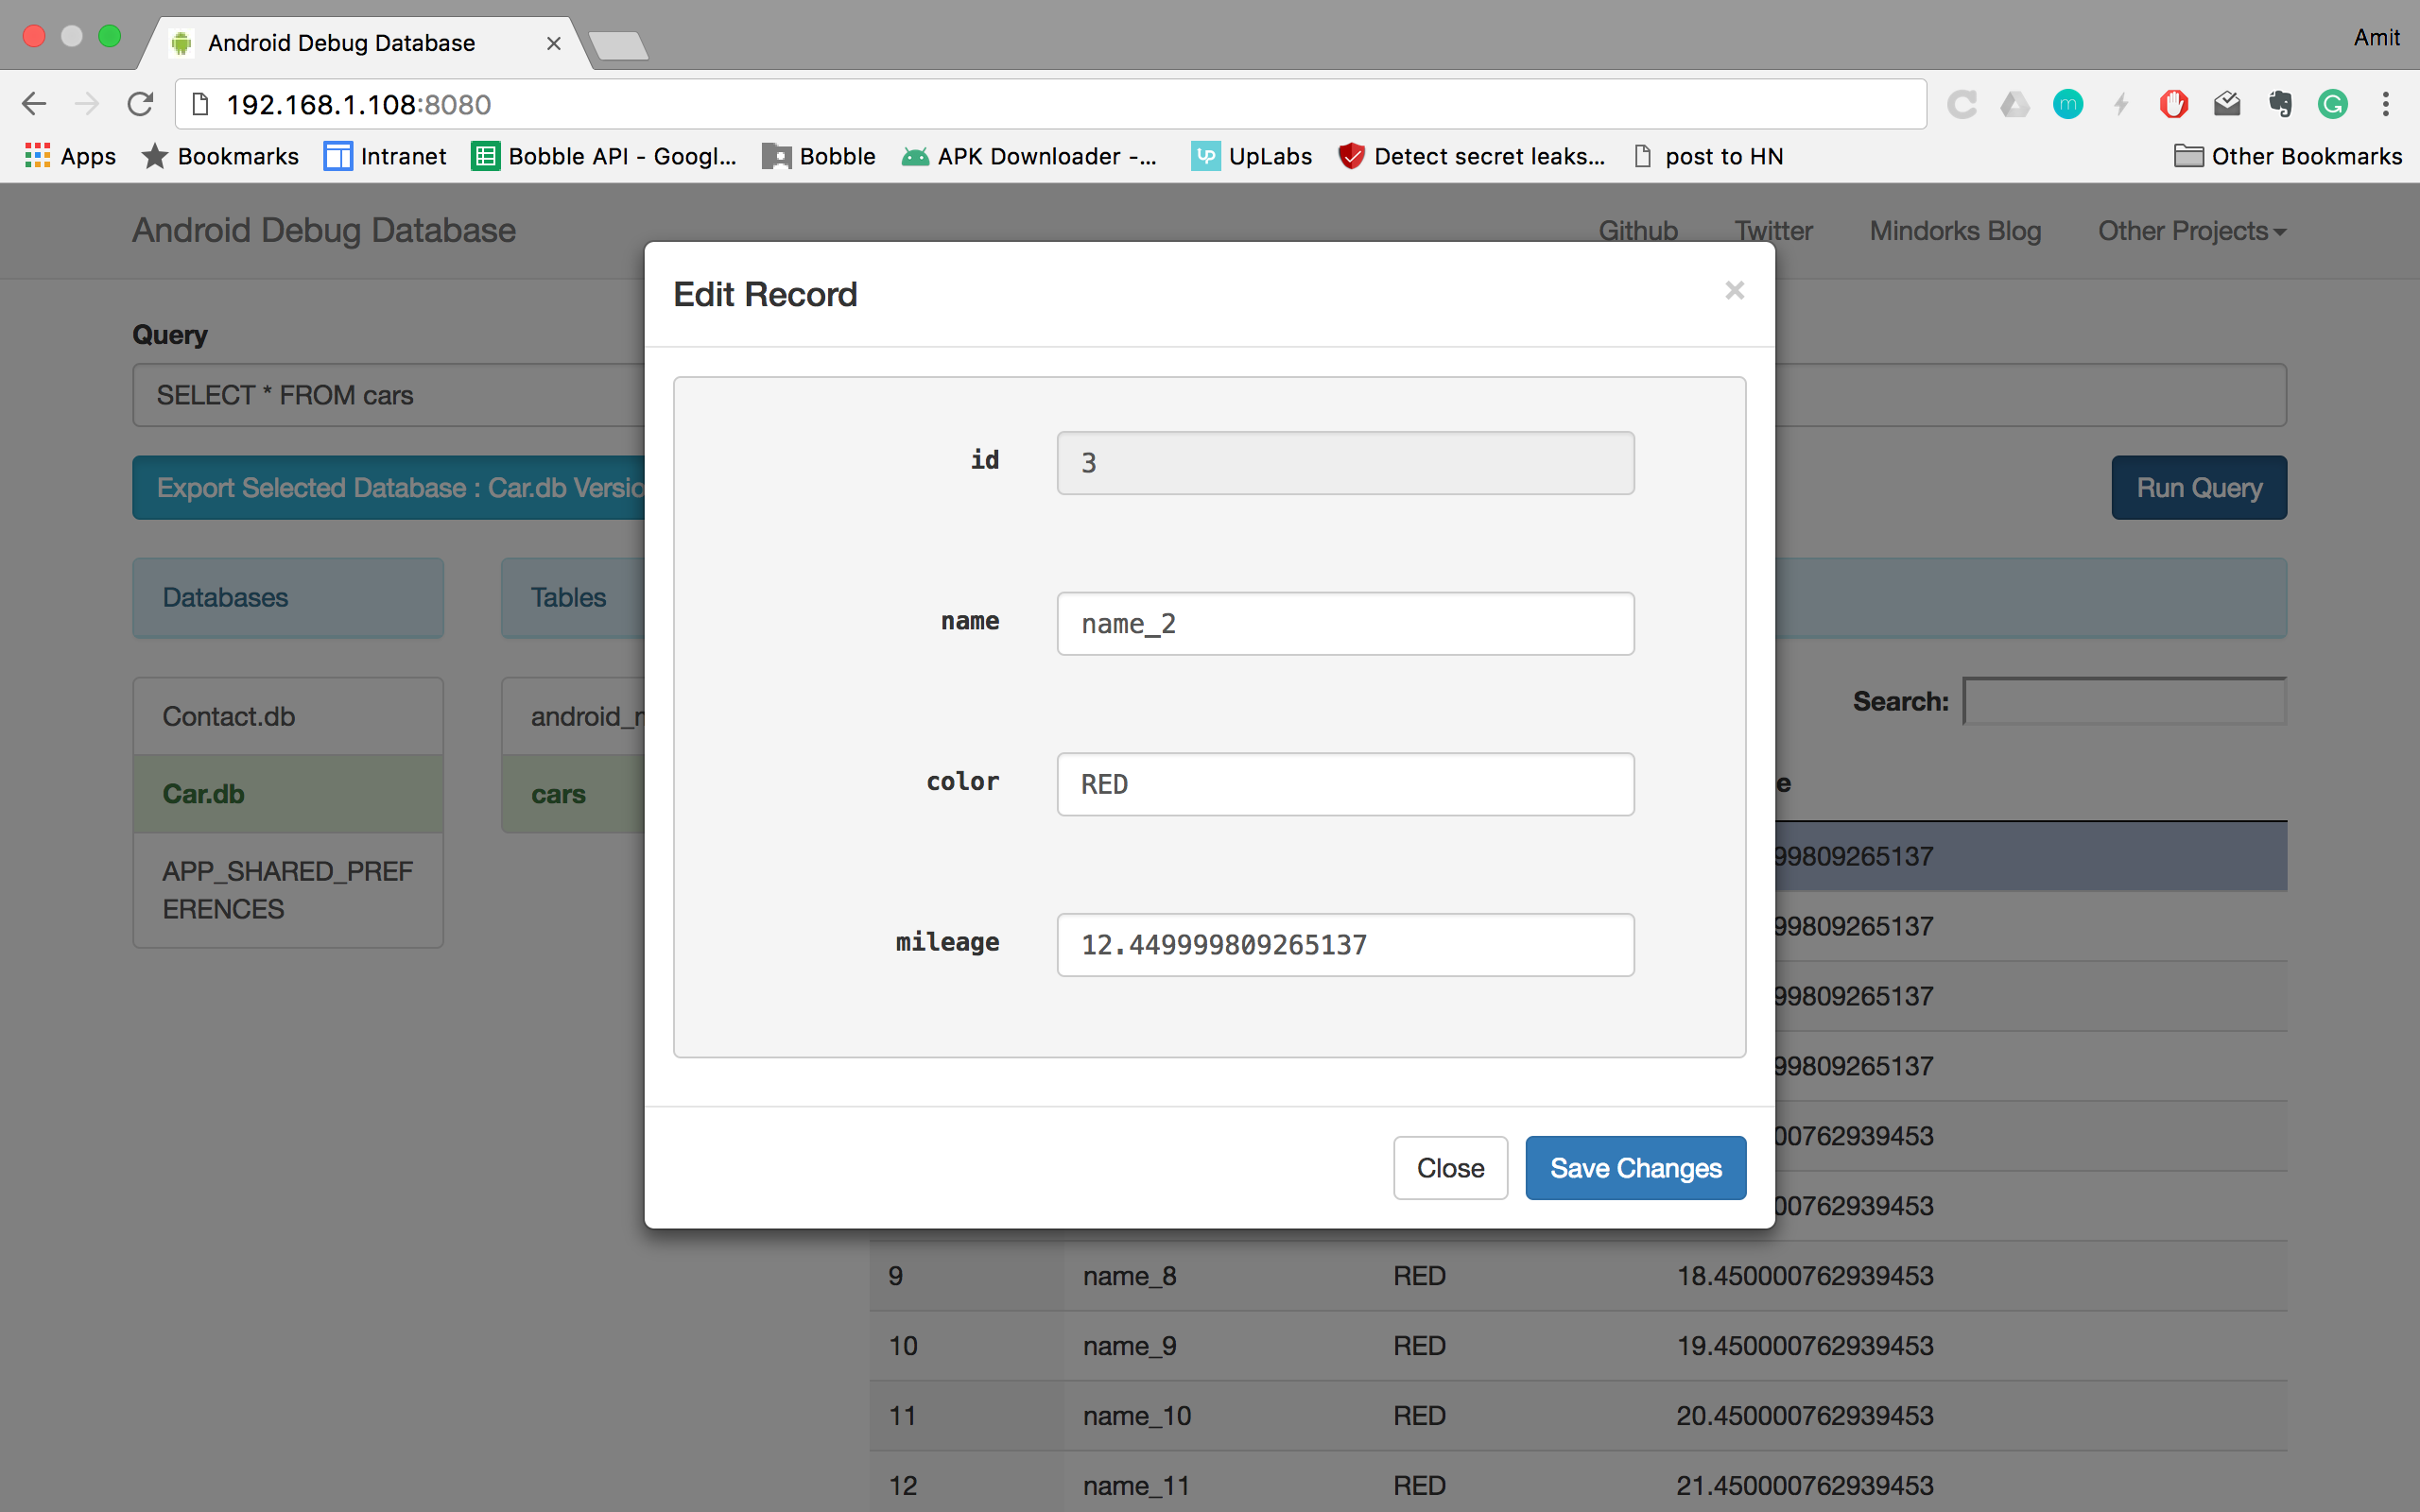 Android Debug Database
Amit
192.168.1.108:8080
Apps Bookmarks Intranet Bobble API - Googl... Bobble APK Downloader -... UpLabs Detect secret leaks... post to HN Other Bookmarks
Android Debug Database Github Twitter Mindorks Blog Other Projects
Edit Record
Query
SELECT * FROM cars
id 3
Export Selected Database : Car.db Run Query
Databases Tables
name name_2
Contact.db
Search:
color RED
Car.db cars
APP_SHARED_PREF
ERENCES
mileage 12.449999809265137
99809265137
99809265137
99809265137
99809265137
00762939453
Close Save Changes
00762939453
9 name_8 RED 18.450000762939453
10 name_9 RED 19.450000762939453
11 name_10 RED 20.450000762939453
12 name_11 RED 21.450000762939453